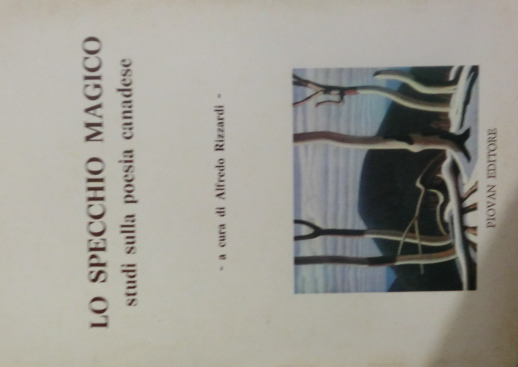 LO SPECCHIO MAGICO
studi sulla poesia canadese
- a cura di Alfredo Rizzardi -
PIOVAN EDITORE